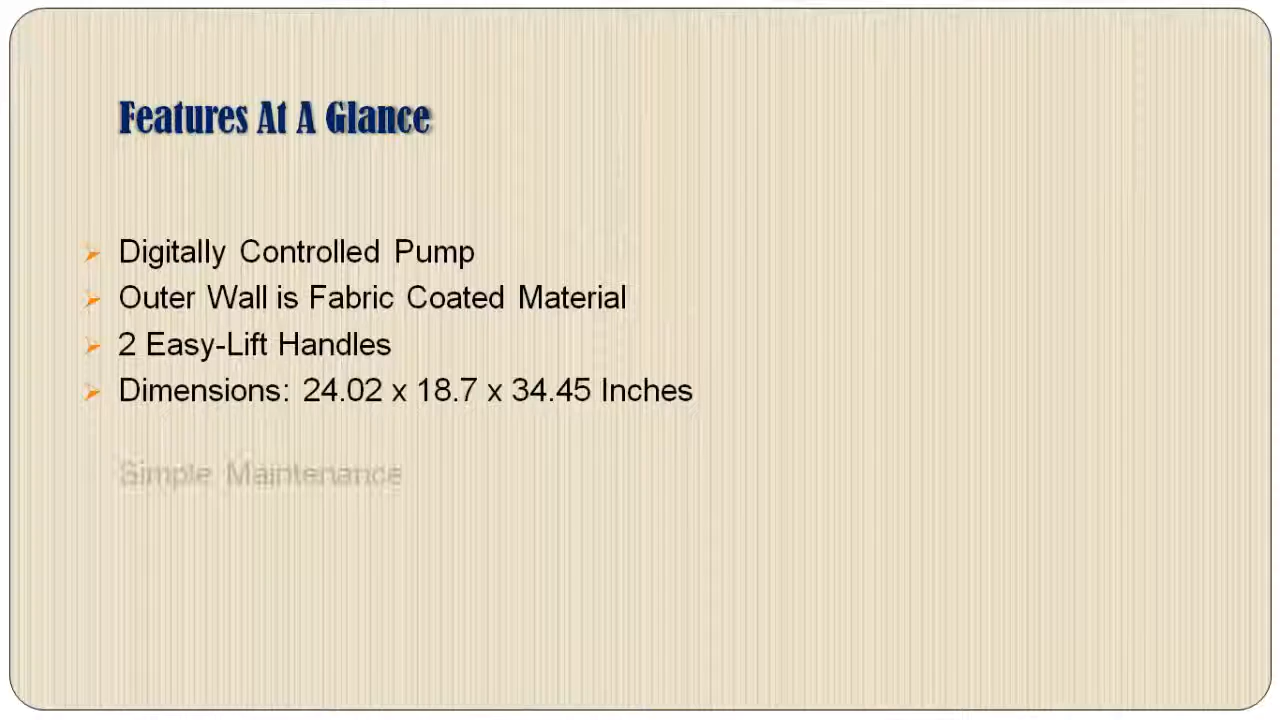 Features At A Glance
Digitally Controlled Pump
Outer Wall is Fabric Coated Material
2 Easy-Lift Handles
Dimensions: 24.02 x 18.7 x 34.45 Inches
Simple Maintenance